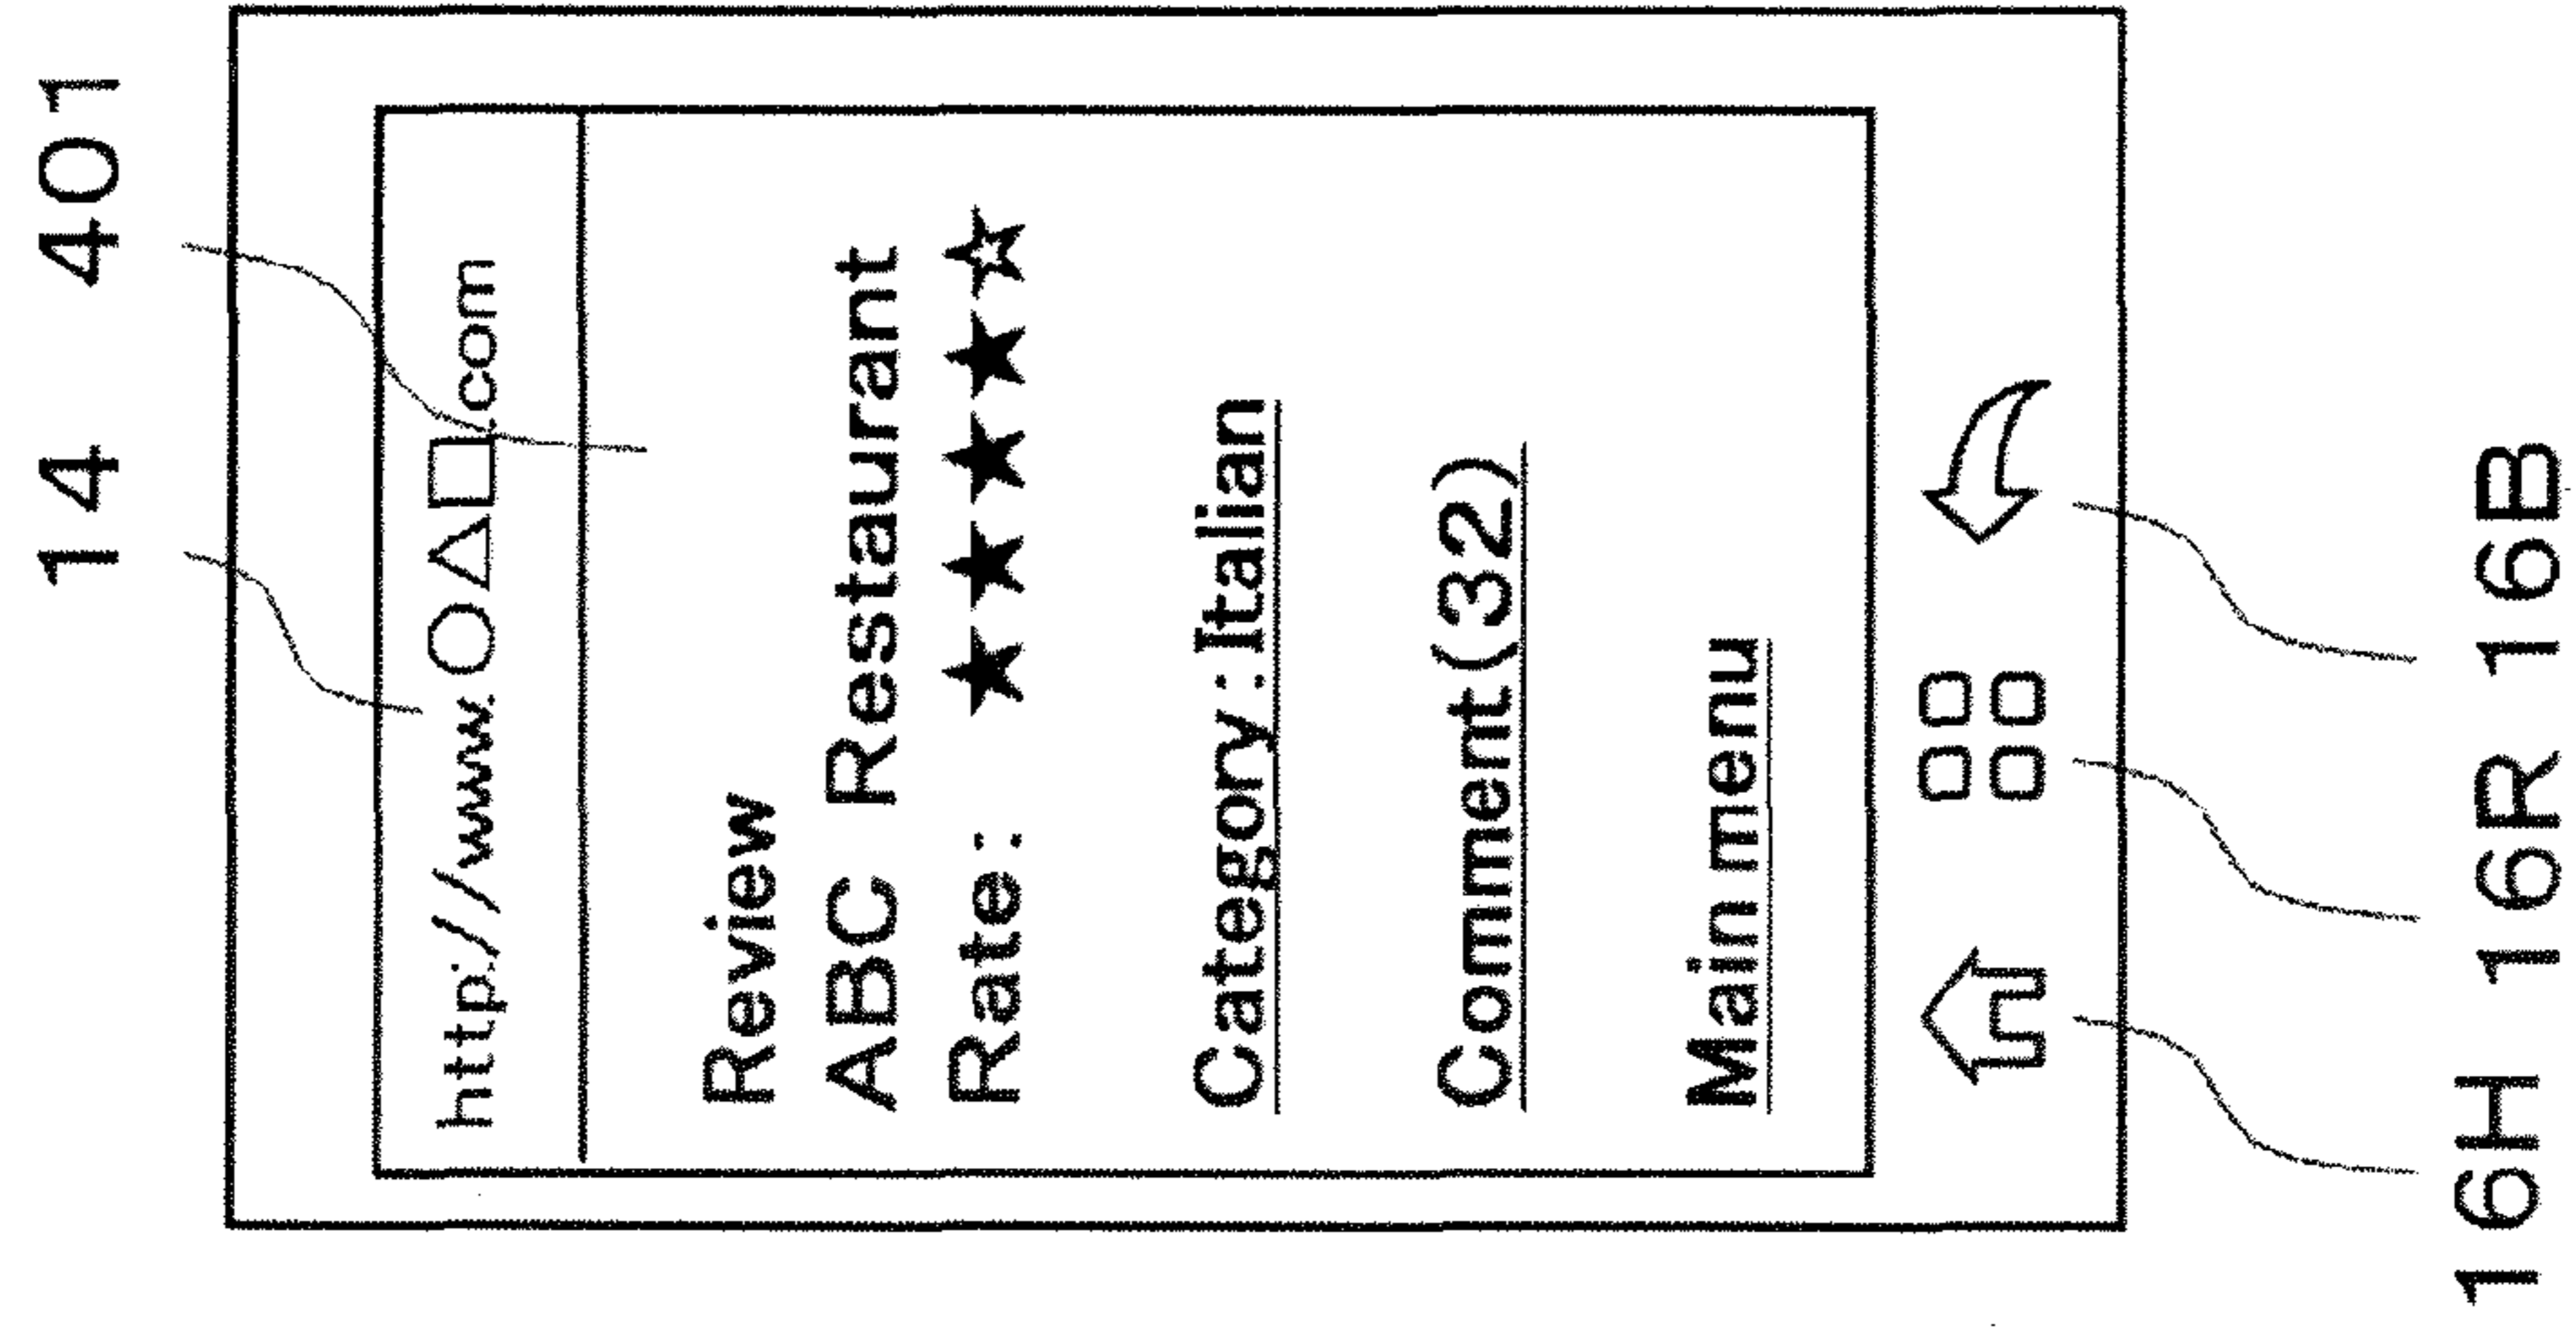 14 401
http://www.○△□.com
Review
ABC Restaurant
Rate: ★★★★☆
Category:Italian
Comment(32)
Main menu
16H 16R 16B